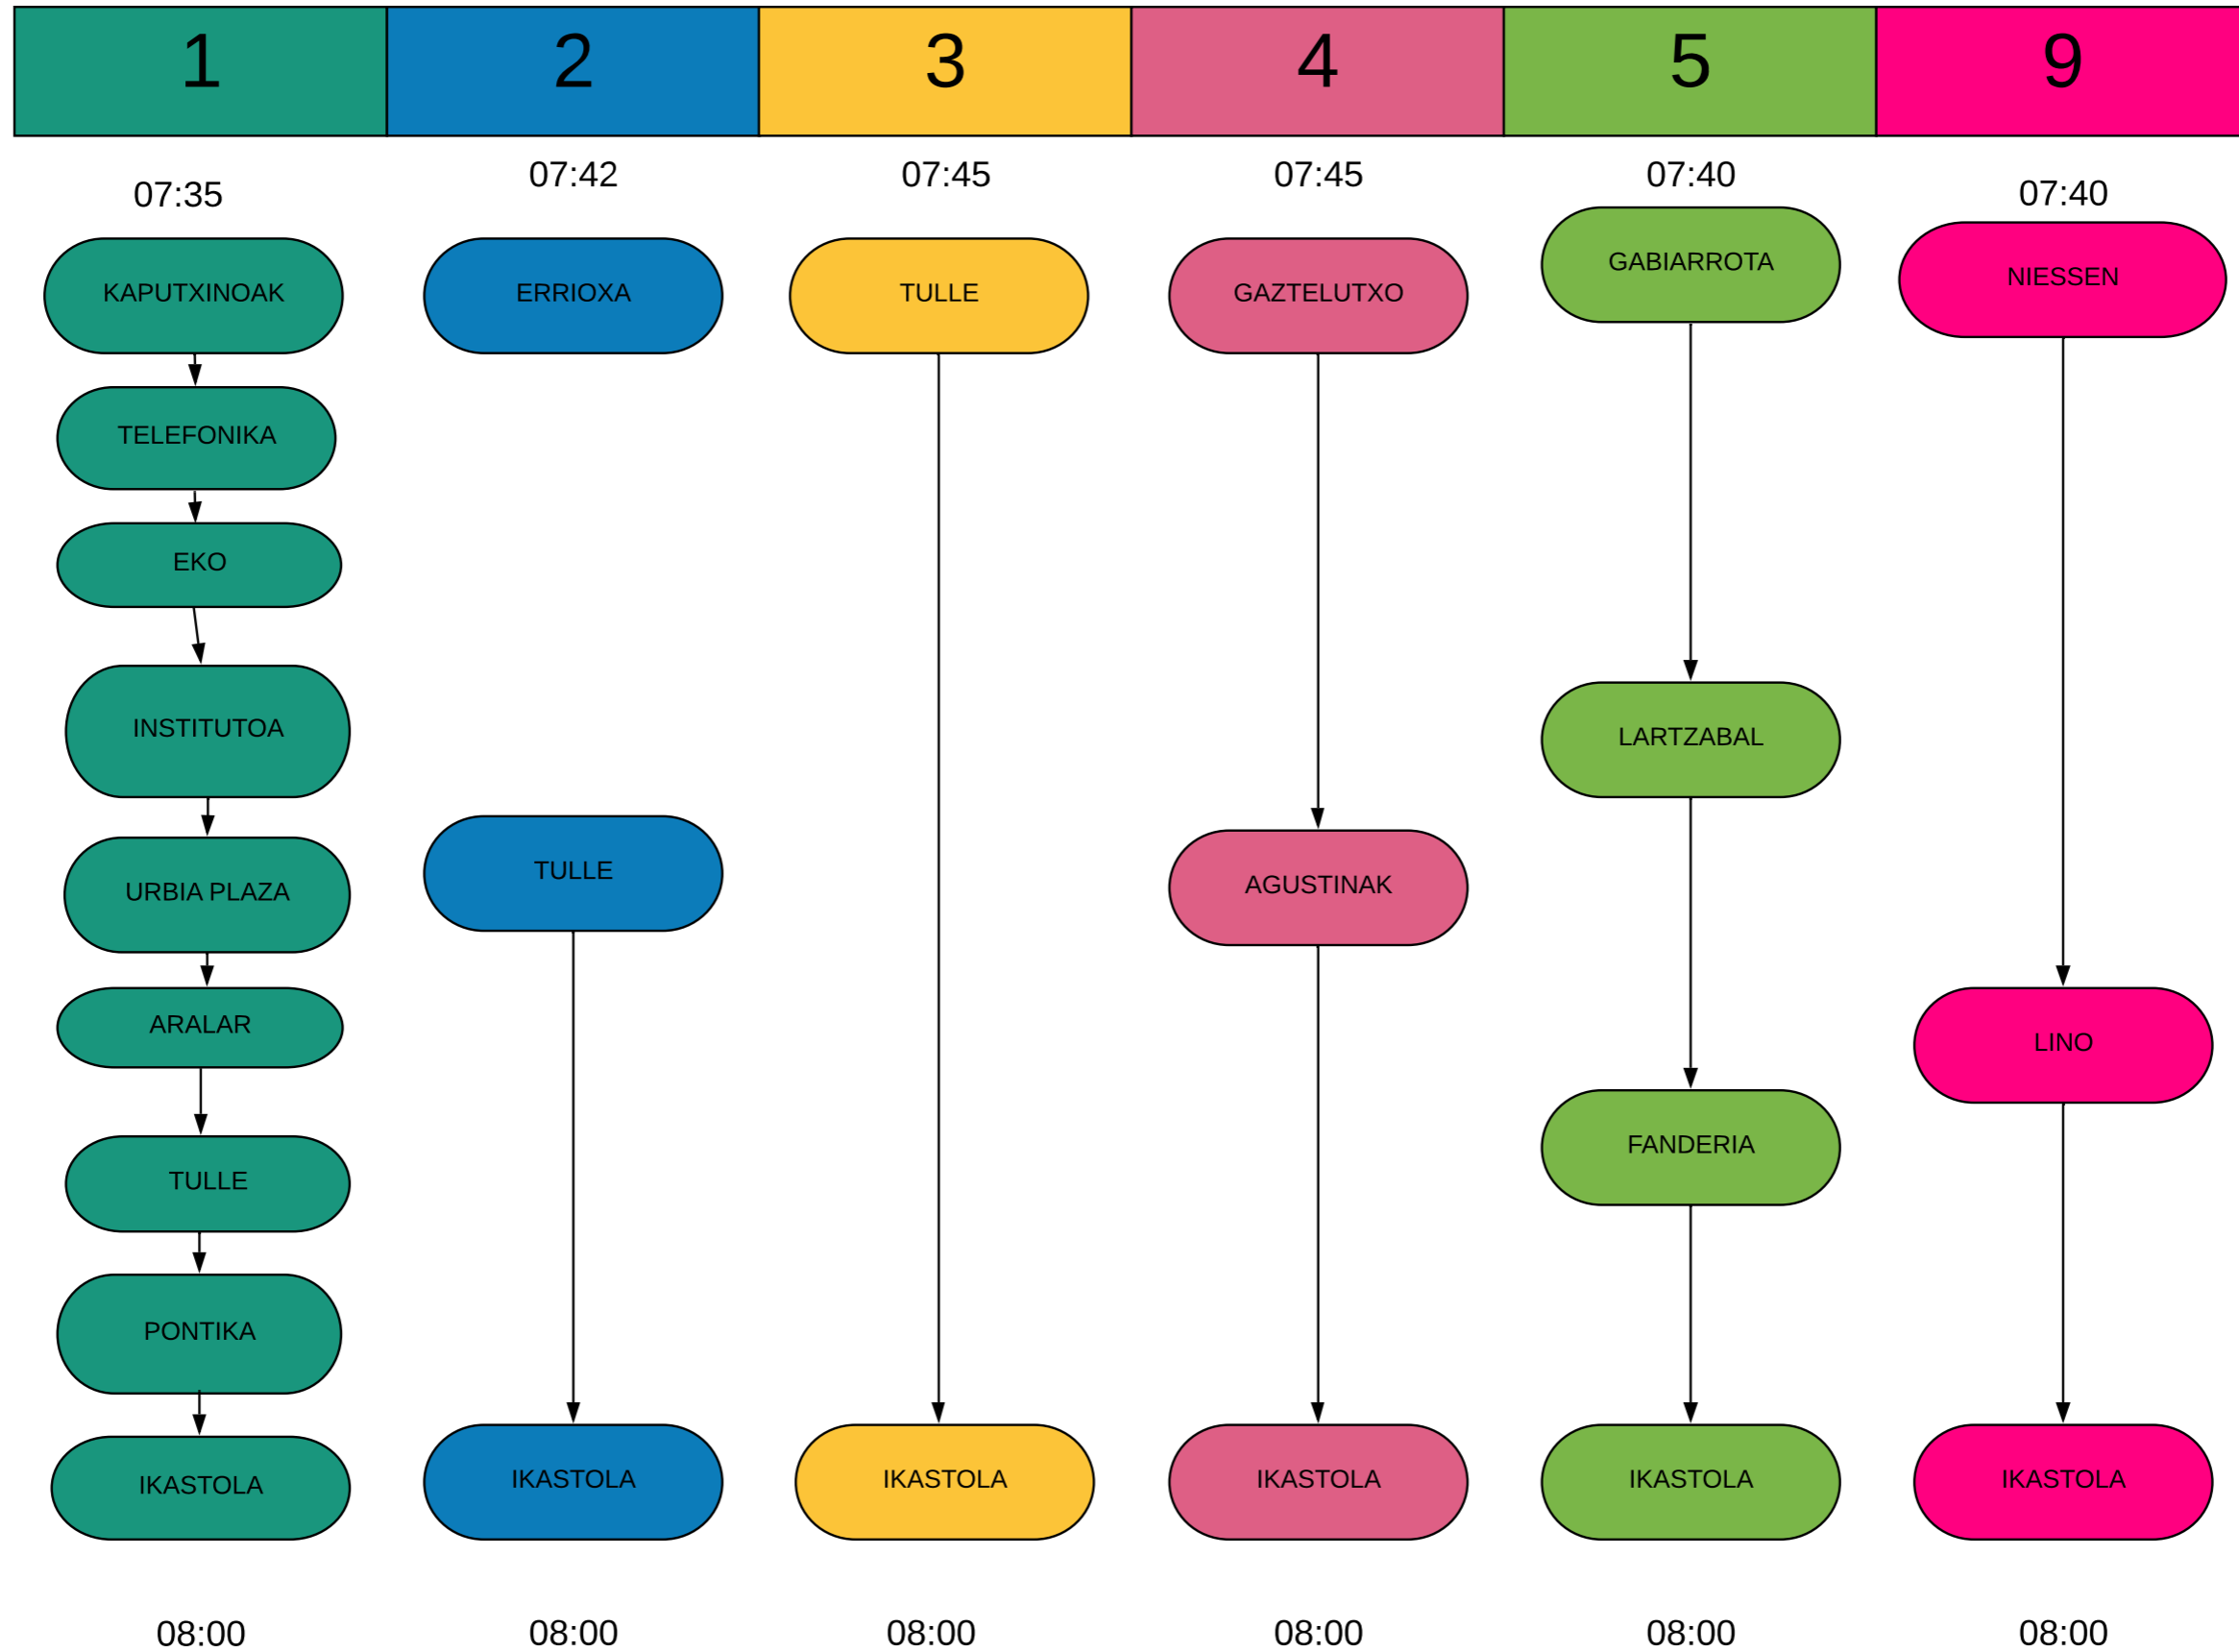 1
2
3
4
5
9
07:35
07:42
07:45
07:45
07:40
07:40
KAPUTXINOAK
TELEFONIKA
EKO
INSTITUTOA
URBIA PLAZA
ARALAR
TULLE
PONTIKA
IKASTOLA
ERRIOXA
TULLE
IKASTOLA
TULLE
IKASTOLA
GAZTELUTXO
AGUSTINAK
IKASTOLA
GABIARROTA
LARTZABAL
FANDERIA
IKASTOLA
NIESSEN
LINO
IKASTOLA
08:00
08:00
08:00
08:00
08:00
08:00